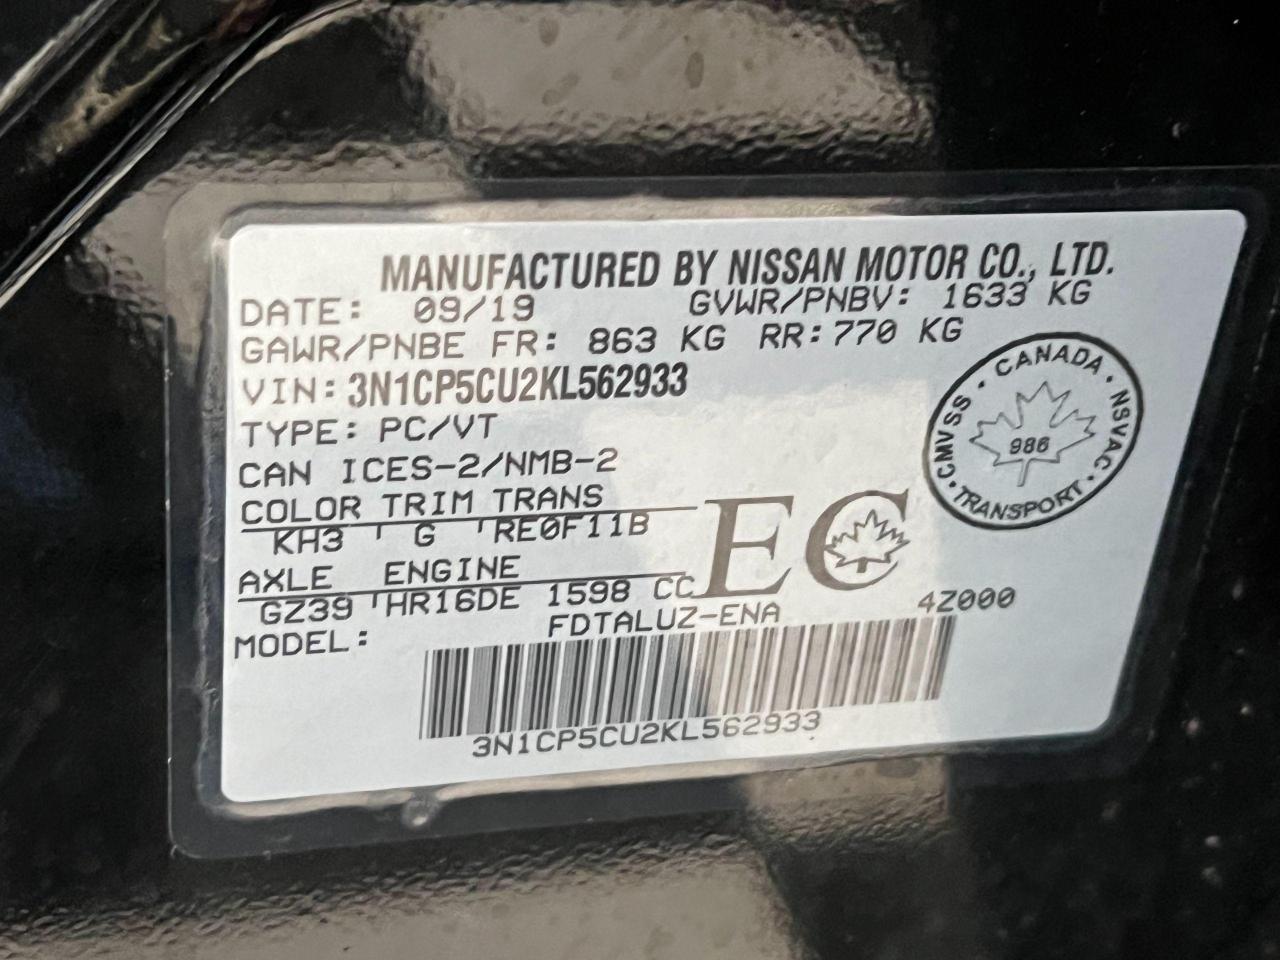 MANUFACTURED BY NISSAN MOTOR CO., LTD.
DATE: 09/19 GVWR/PNBV: 1633 KG
GAWR/PNBE FR: 863 KG RR: 770 KG
VIN: 3N1CP5CU2KL562933
TYPE: PC/VT
CAN ICES-2/NMB-2
COLOR TRIM TRANS
KH3 G RE0F11B
AXLE ENGINE
GZ39 HR16DE 1598 CC
MODEL: FDTALUZ-ENA 4Z000
3N1CP5CU2KL562933
EC
CMVSS · CANADA · NSVAC · TRANSPORT ·
986